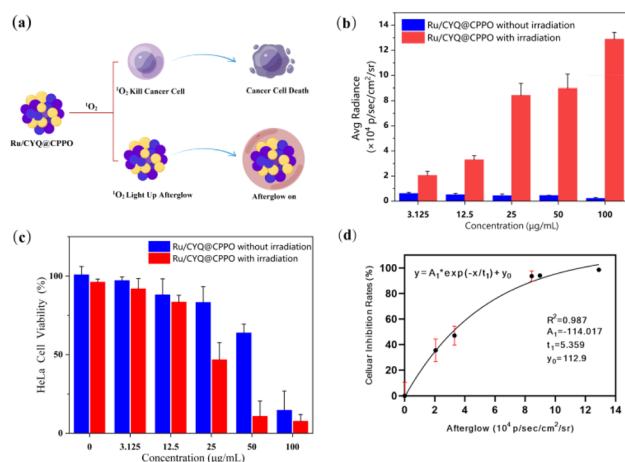 (a)
¹O₂
Ru/CYQ@CPPO
¹O₂ Kill Cancer Cell
Cancer Cell Death
¹O₂ Light Up Afterglow
Afterglow on
(b)
Ru/CYQ@CPPO without irradiation
Ru/CYQ@CPPO with irradiation
Avg Radiance
(×10⁴ p/sec/cm²/sr)
14
12
10
8
6
4
2
0
3.125 12.5 25 50 100
Concentration (μg/mL)
(c)
Ru/CYQ@CPPO without irradiation
Ru/CYQ@CPPO with irradiation
HeLa Cell Viability (%)
100
50
0
0 3.125 12.5 25 50 100
Concentration (μg/mL)
(d)
y=A₁*exp(-x/t₁)+y₀
Celluar Inhibition Rates (%)
100
80
60
40
20
0
R²=0.987
A₁=-114.017
t₁=5.359
y₀=112.9
0 2 4 6 8 10 12 14
Afterglow (10⁴ p/sec/cm²/sr)